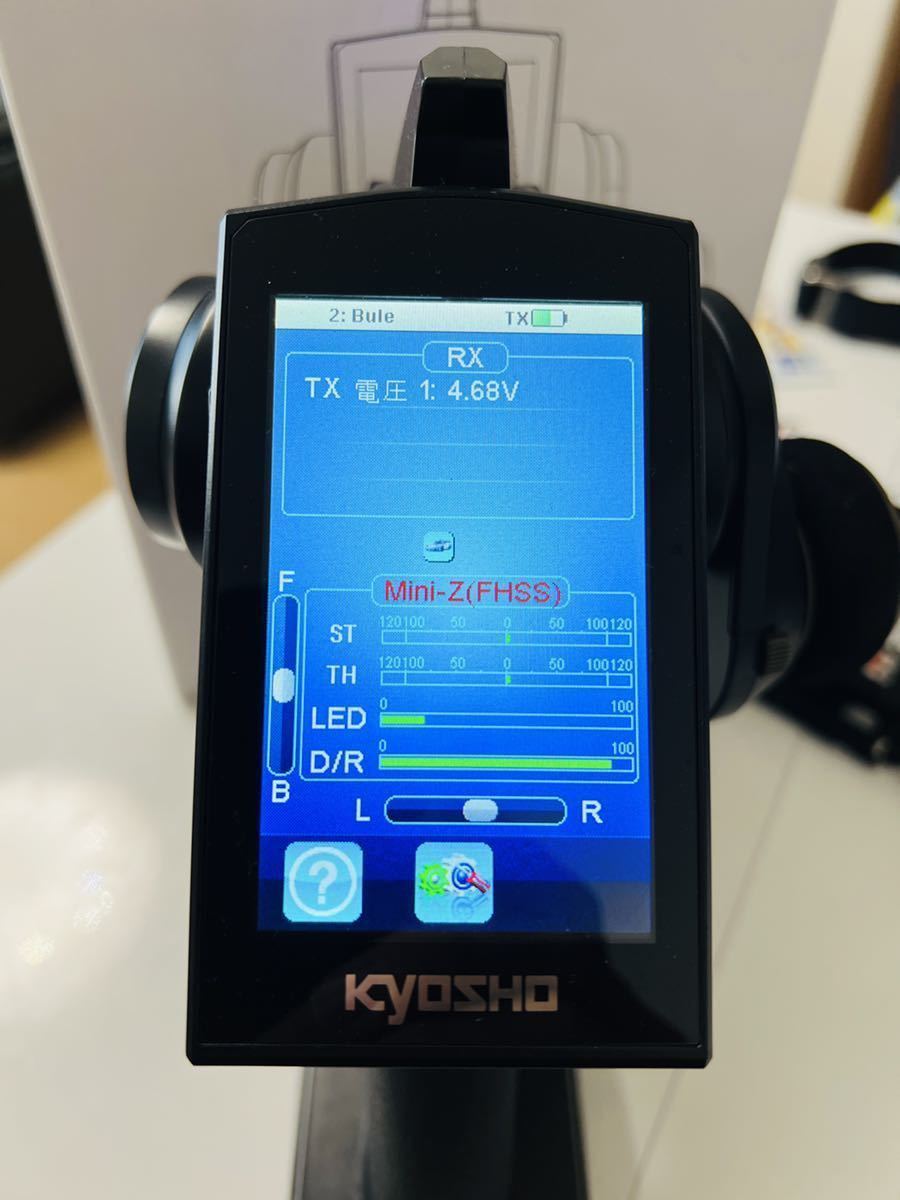 2: Bule TX
RX
TX 電圧 1: 4.68V
F
Mini-Z(FHSS)
120 100 50 0 50 100 120
ST
120 100 50 0 50 100 120
TH
0 100
LED
0 100
D/R
B
L R
?
KYOSHO